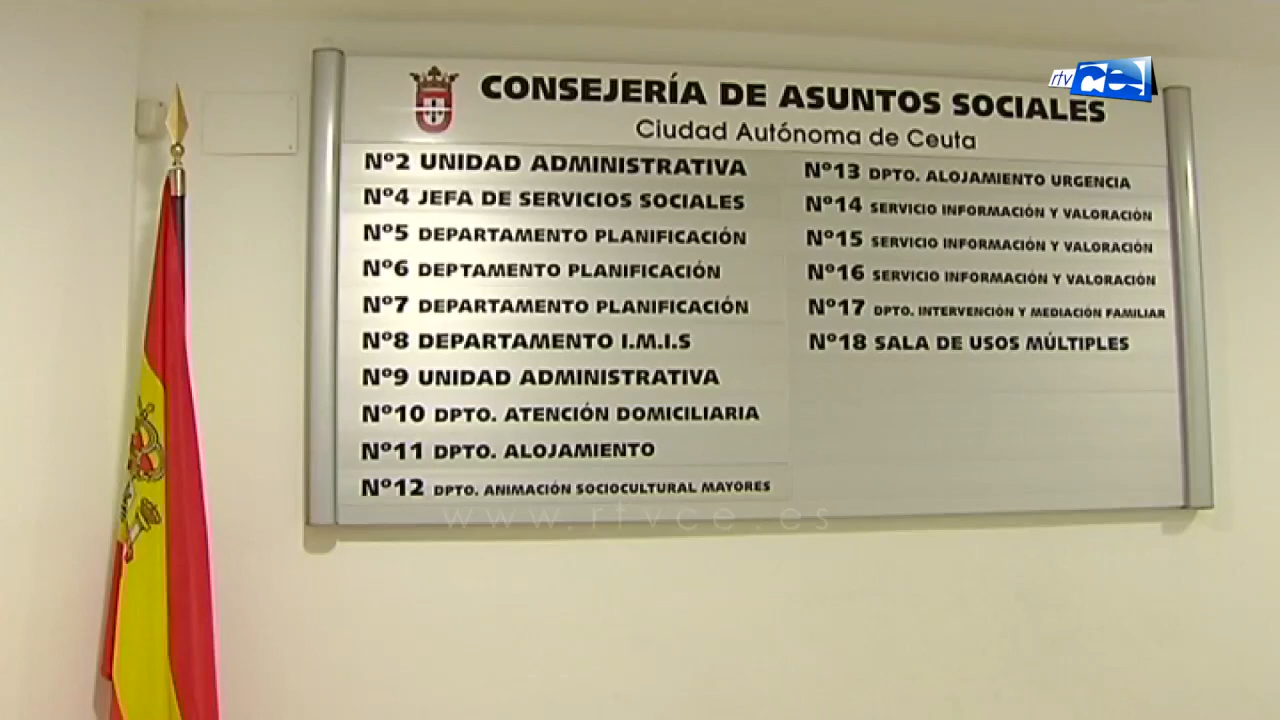 rtvce
CONSEJERÍA DE ASUNTOS SOCIALES
Ciudad Autónoma de Ceuta
Nº2 UNIDAD ADMINISTRATIVA
Nº4 JEFA DE SERVICIOS SOCIALES
Nº5 DEPARTAMENTO PLANIFICACIÓN
Nº6 DEPTAMENTO PLANIFICACIÓN
Nº7 DEPARTAMENTO PLANIFICACIÓN
Nº8 DEPARTAMENTO I.M.I.S
Nº9 UNIDAD ADMINISTRATIVA
Nº10 DPTO. ATENCIÓN DOMICILIARIA
Nº11 DPTO. ALOJAMIENTO
Nº12 DPTO. ANIMACIÓN SOCIOCULTURAL MAYORES
Nº13 DPTO. ALOJAMIENTO URGENCIA
Nº14 SERVICIO INFORMACIÓN Y VALORACIÓN
Nº15 SERVICIO INFORMACIÓN Y VALORACIÓN
Nº16 SERVICIO INFORMACIÓN Y VALORACIÓN
Nº17 DPTO. INTERVENCIÓN Y MEDIACIÓN FAMILIAR
Nº18 SALA DE USOS MÚLTIPLES
www.rtvce.es